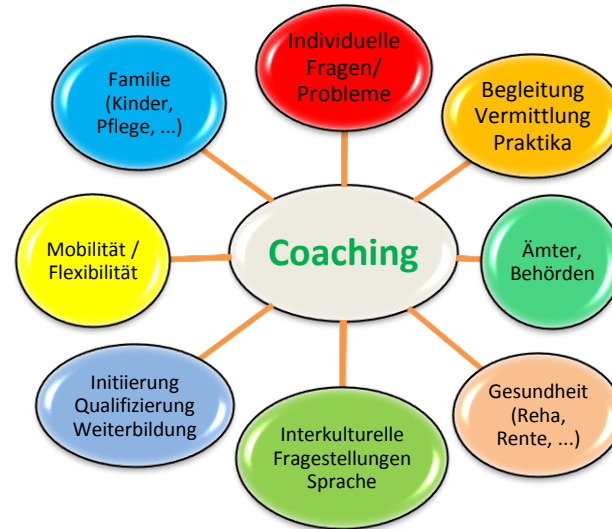 Individuelle
Fragen/
Probleme
Familie
(Kinder,
Pflege, ...)
Begleitung
Vermittlung
Praktika
Mobilität /
Flexibilität
Coaching
Ämter,
Behörden
Initiierung
Qualifizierung
Weiterbildung
Interkulturelle
Fragestellungen
Sprache
Gesundheit
(Reha,
Rente, ...)